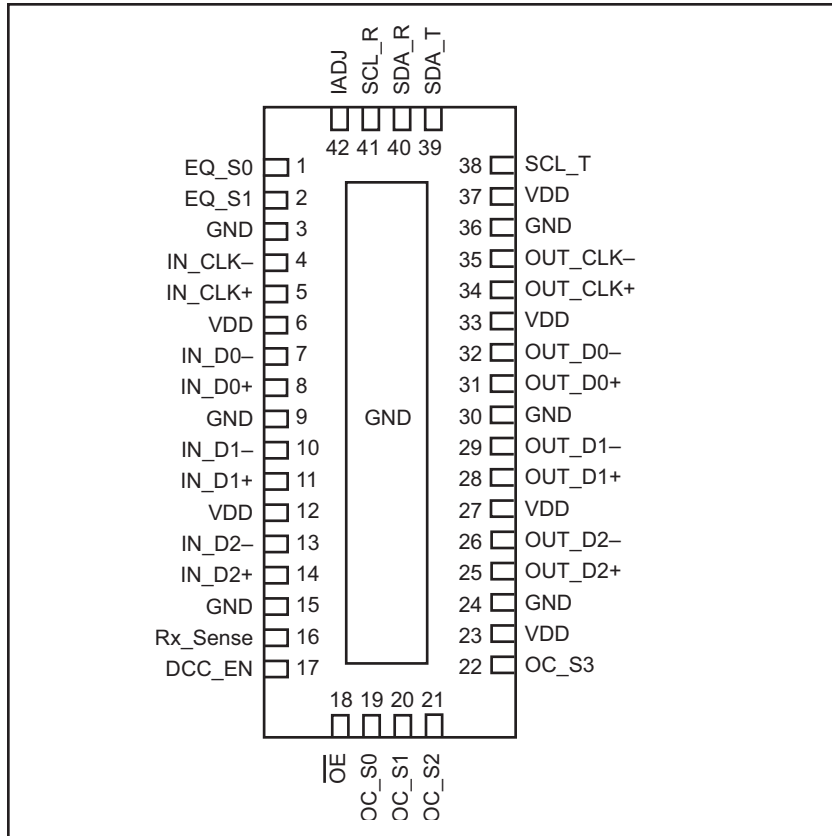 IADJ
SCL_R
SDA_R
SDA_T
42 41 40 39
EQ_S0 1
EQ_S1 2
GND 3
IN_CLK– 4
IN_CLK+ 5
VDD 6
IN_D0– 7
IN_D0+ 8
GND 9
IN_D1– 10
IN_D1+ 11
VDD 12
IN_D2– 13
IN_D2+ 14
GND 15
Rx_Sense 16
DCC_EN 17
GND
38 SCL_T
37 VDD
36 GND
35 OUT_CLK–
34 OUT_CLK+
33 VDD
32 OUT_D0–
31 OUT_D0+
30 GND
29 OUT_D1–
28 OUT_D1+
27 VDD
26 OUT_D2–
25 OUT_D2+
24 GND
23 VDD
22 OC_S3
18 19 20 21
OE
OC_S0
OC_S1
OC_S2